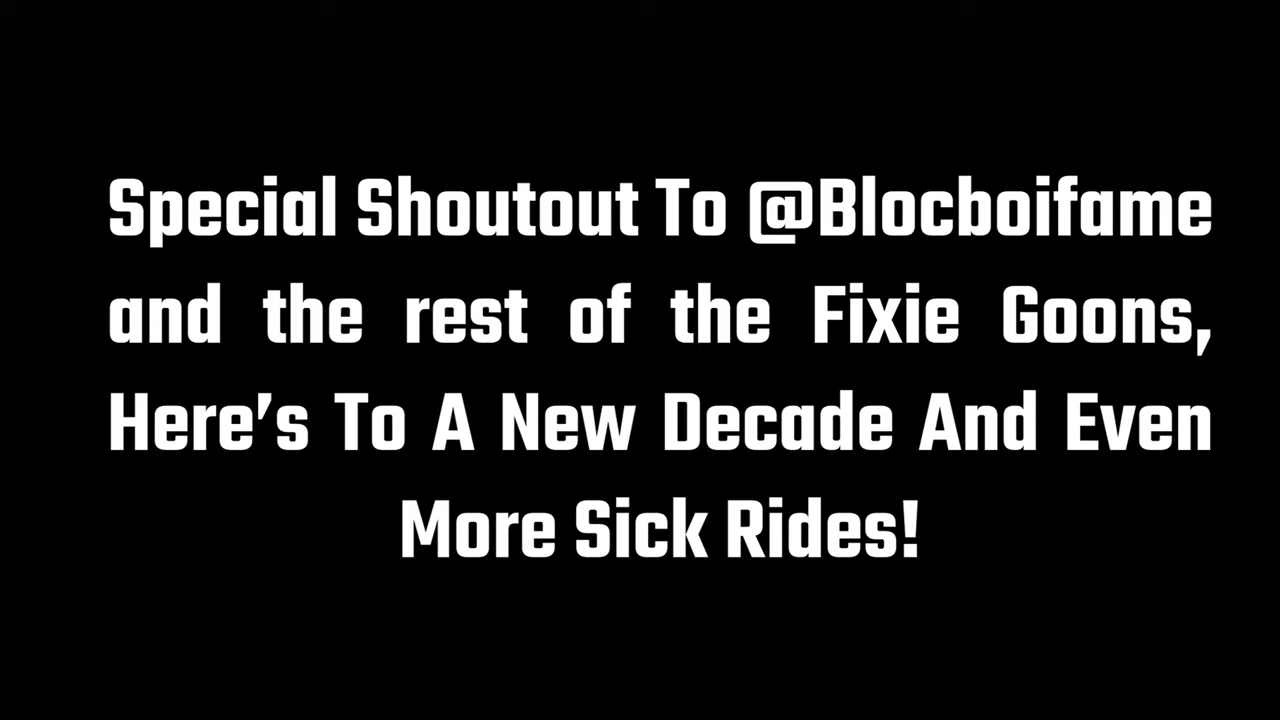 Special Shoutout To @Blocboifame
and the rest of the Fixie Goons,
Here’s To A New Decade And Even
More Sick Rides!